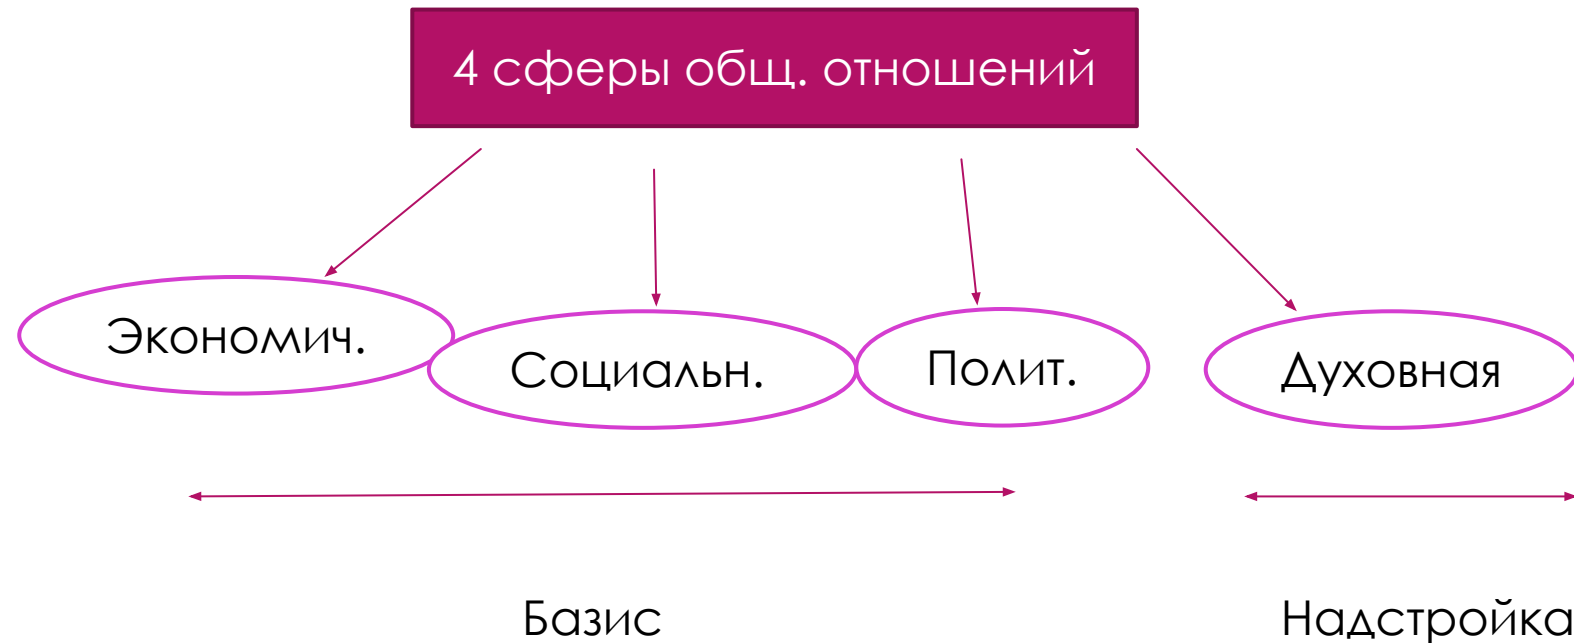 4 сферы общ. отношений
Экономич.
Социальн.
Полит.
Духовная
Базис
Надстройка